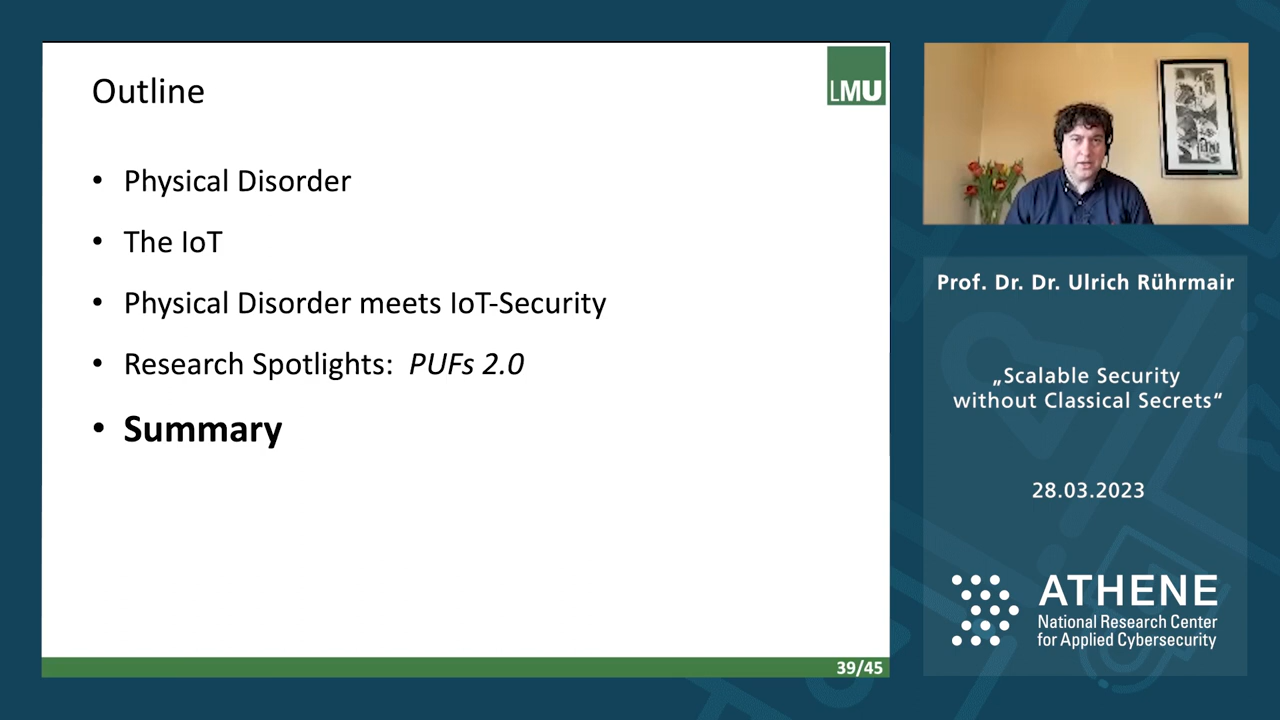 Outline
LMU
• Physical Disorder
• The IoT
• Physical Disorder meets IoT-Security
• Research Spotlights: PUFs 2.0
• Summary
39/45
Prof. Dr. Dr. Ulrich Rührmair
„Scalable Security
without Classical Secrets“
28.03.2023
ATHENE
National Research Center
for Applied Cybersecurity